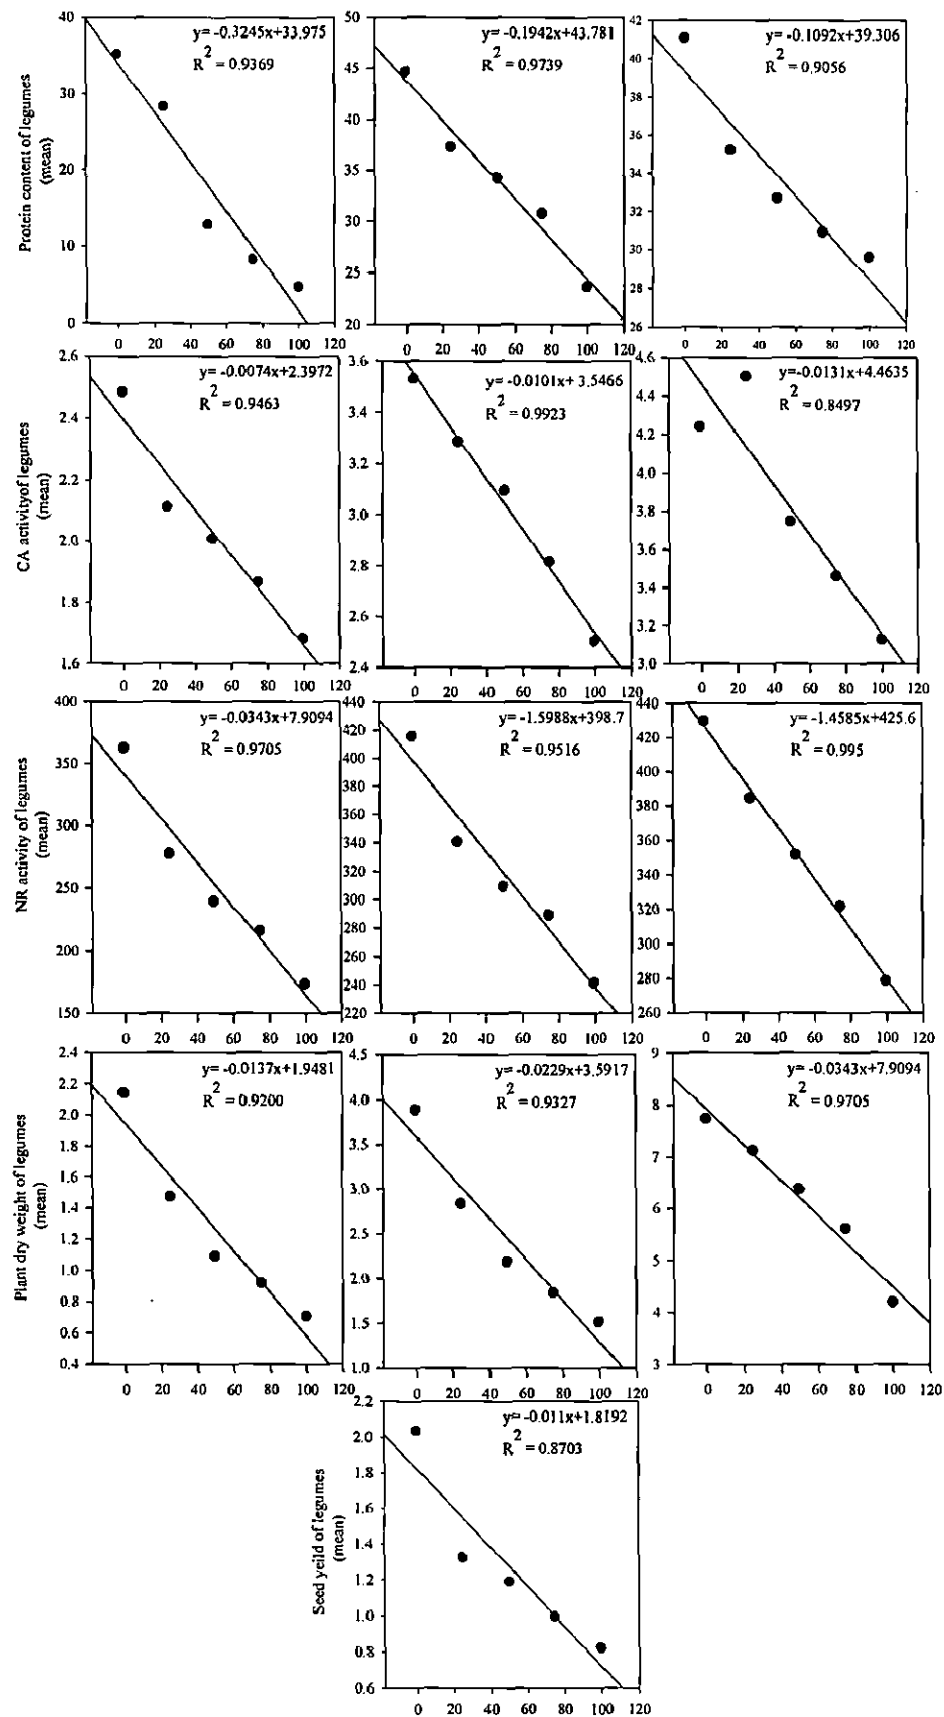 y= -0.3245x+33.975
R2 = 0.9369
40
30
20
10
0
0 20 40 60 80 100 120
Protein content of legumes
(mean)
y= -0.1942x+43.781
R2 = 0.9739
50
45
40
35
30
25
20
0 20 40 60 80 100 120
y= -0.1092x+39.306
R2 = 0.9056
42
40
38
36
34
32
30
28
26
0 20 40 60 80 100 120
CA activityof legumes
(mean)
y= -0.0074x+2.3972
R2 = 0.9463
2.6
2.4
2.2
2.0
1.8
1.6
0 20 40 60 80 100 120
y= -0.0101x+ 3.5466
R2 = 0.9923
3.6
3.4
3.2
3.0
2.8
2.6
2.4
0 20 40 60 80 100 120
y=-0.0131x+4.4635
R2 = 0.8497
4.6
4.4
4.2
4.0
3.8
3.6
3.4
3.2
3.0
0 20 40 60 80 100 120
NR activity of legumes
(mean)
y= -0.0343x+7.9094
R2 = 0.9705
400
350
300
250
200
150
0 20 40 60 80 100 120
y= -1.5988x+398.7
R2 = 0.9516
420
400
380
360
340
320
300
280
260
240
220
0 20 40 60 80 100 120
y= -1.4585x+425.6
R2 = 0.995
440
420
400
380
360
340
320
300
280
260
0 20 40 60 80 100 120
Plant dry weight of legumes
(mean)
y= -0.0137x+1.9481
R2 = 0.9200
2.4
2.2
2.0
1.8
1.6
1.4
1.2
1.0
0.8
0.6
0.4
0 20 40 60 80 100 120
y= -0.0229x+3.5917
R2 = 0.9327
4.5
4.0
3.5
3.0
2.5
2.0
1.5
1.0
0 20 40 60 80 100 120
y= -0.0343x+7.9094
R2 = 0.9705
9
8
7
6
5
4
3
0 20 40 60 80 100 120
Seed yeild of legumes
(mean)
y= -0.011x+1.8192
R2 = 0.8703
2.2
2.0
1.8
1.6
1.4
1.2
1.0
0.8
0.6
0 20 40 60 80 100 120